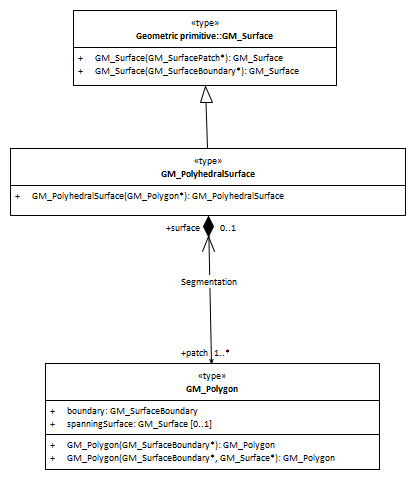 «type»
Geometric primitive::GM_Surface
+ GM_Surface(GM_SurfacePatch*): GM_Surface
+ GM_Surface(GM_SurfaceBoundary*): GM_Surface
«type»
GM_PolyhedralSurface
+ GM_PolyhedralSurface(GM_Polygon*): GM_PolyhedralSurface
+surface 0..1
Segmentation
+patch 1..*
«type»
GM_Polygon
+ boundary: GM_SurfaceBoundary
+ spanningSurface: GM_Surface [0..1]
+ GM_Polygon(GM_SurfaceBoundary*): GM_Polygon
+ GM_Polygon(GM_SurfaceBoundary*, GM_Surface*): GM_Polygon